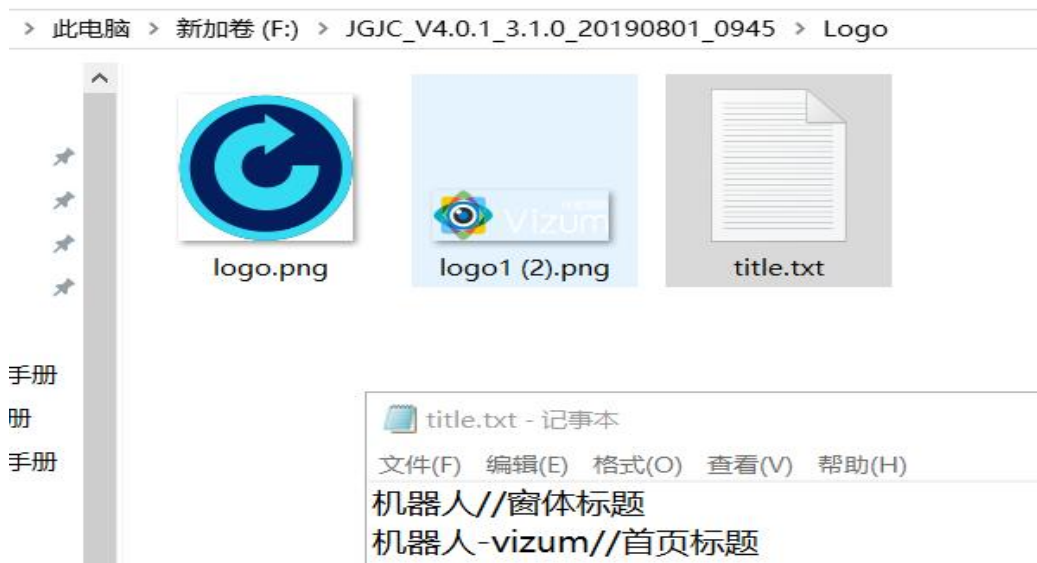 > 此电脑 > 新加卷 (F:) > JGJC_V4.0.1_3.1.0_20190801_0945 > Logo
Vizum
logo.png
logo1 (2).png
title.txt
手册
册
手册
title.txt - 记事本
文件(F) 编辑(E) 格式(O) 查看(V) 帮助(H)
机器人//窗体标题
机器人-vizum//首页标题